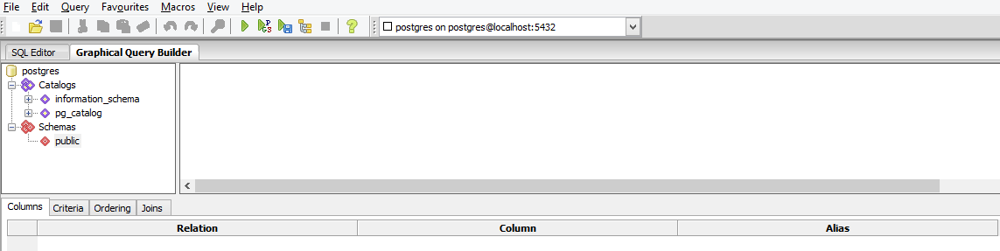 File Edit Query Favourites Macros View Help
postgres on postgres@localhost:5432
SQL Editor Graphical Query Builder
postgres
Catalogs
information_schema
pg_catalog
Schemas
public
Columns Criteria Ordering Joins
Relation Column Alias